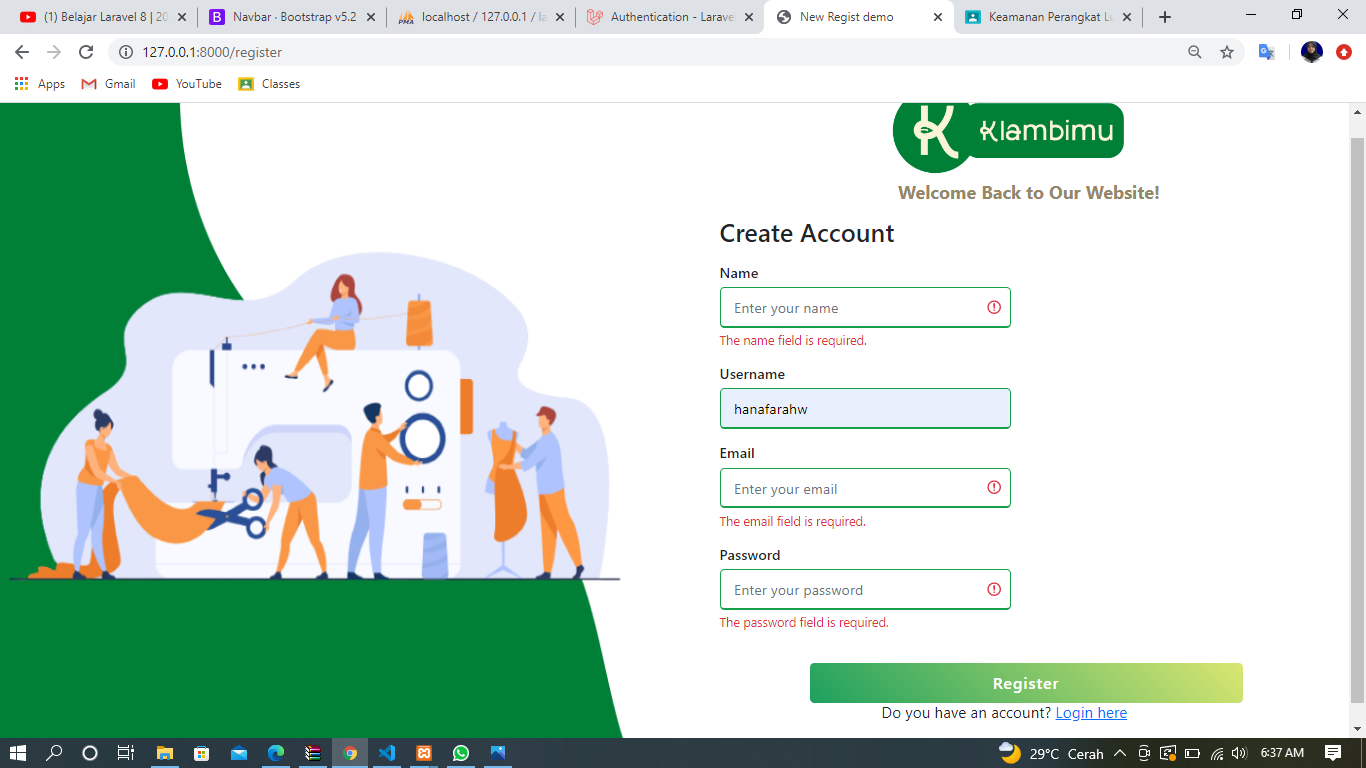 (1) Belajar Laravel 8 | 20
Navbar · Bootstrap v5.2
localhost / 127.0.0.1 / la
Authentication - Laravel
New Regist demo
Keamanan Perangkat Lu
127.0.0.1:8000/register
Apps
Gmail
YouTube
Classes
Klambimu
Welcome Back to Our Website!
Create Account
Name
Enter your name
The name field is required.
Username
hanafarahw
Email
Enter your email
The email field is required.
Password
Enter your password
The password field is required.
Register
Do you have an account? Login here
29°C Cerah
6:37 AM